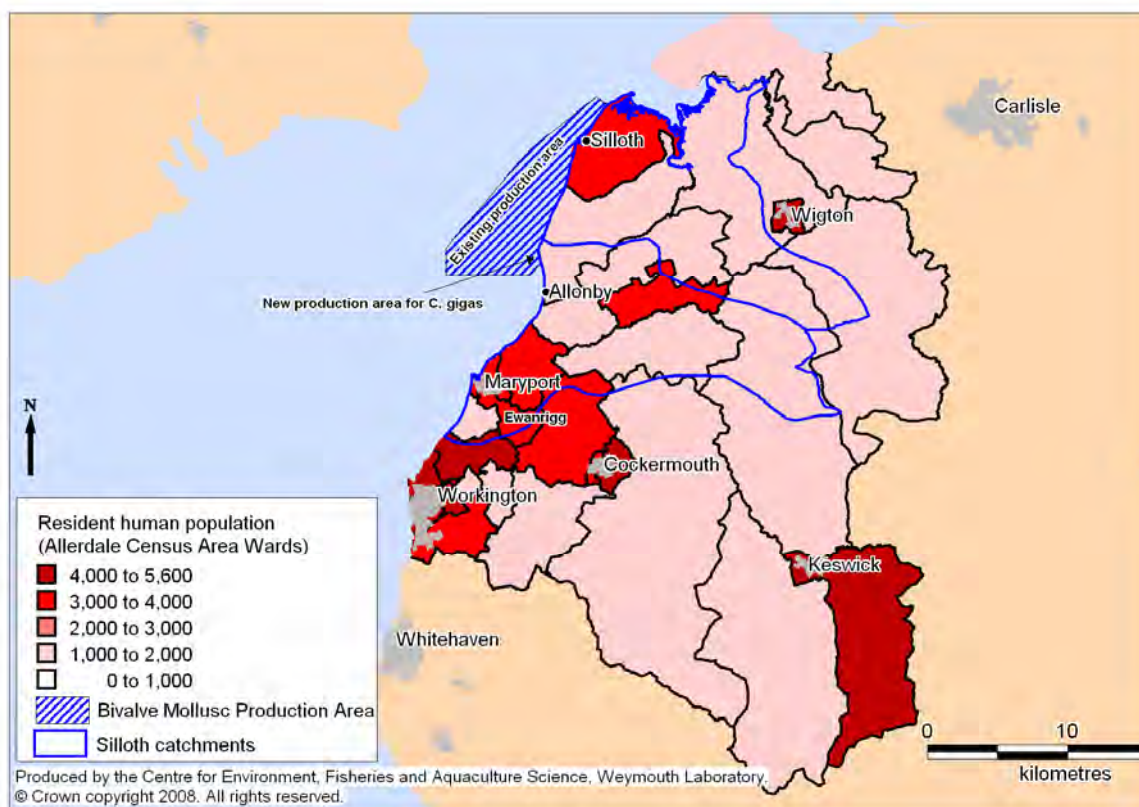 Carlisle
Silloth
Existing production area
Wigton
New production area for C. gigas
Allonby
Maryport
Ewanrigg
N
Cockermouth
Workington
Keswick
Whitehaven
Resident human population
(Allerdale Census Area Wards)
4,000 to 5,600
3,000 to 4,000
2,000 to 3,000
1,000 to 2,000
0 to 1,000
Bivalve Mollusc Production Area
Silloth catchments
0 10
kilometres
Produced by the Centre for Environment, Fisheries and Aquaculture Science, Weymouth Laboratory.
© Crown copyright 2008. All rights reserved.